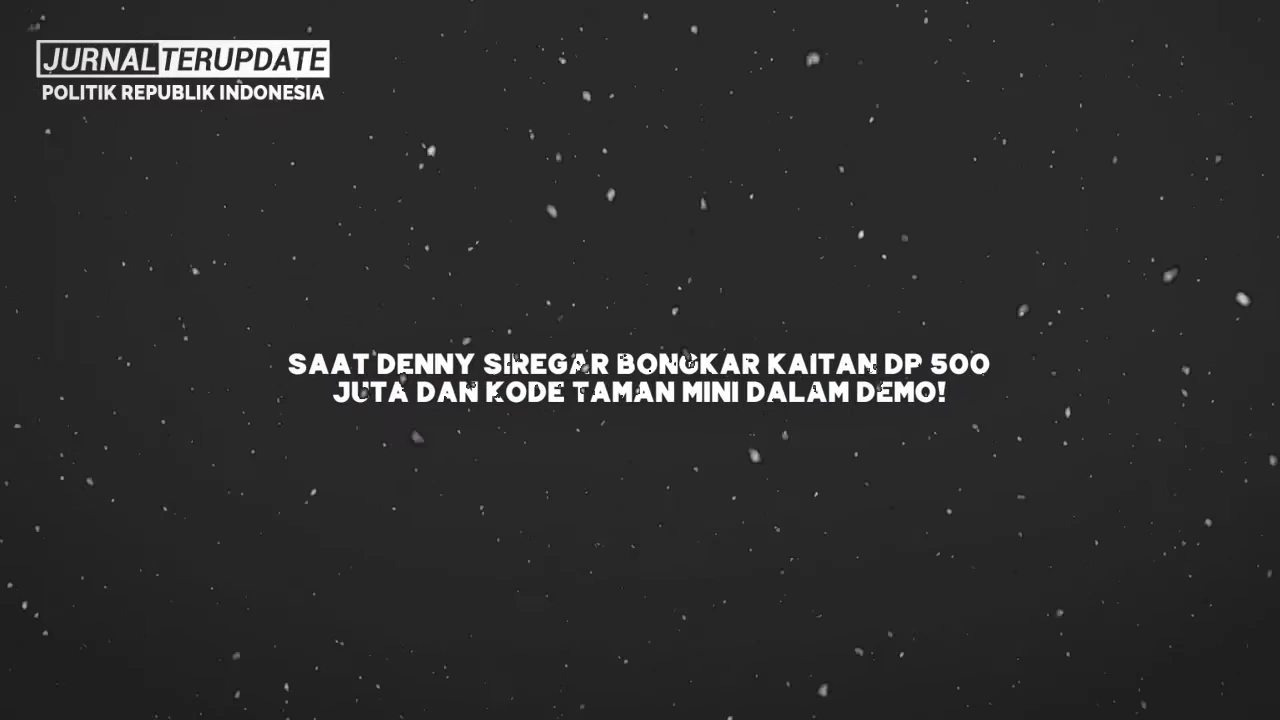 JURNALTERUPDATE
POLITIK REPUBLIK INDONESIA
SAAT DENNY SIREGAR BONGKAR KAITAN DP 500
JUTA DAN KODE TAMAN MINI DALAM DEMO!